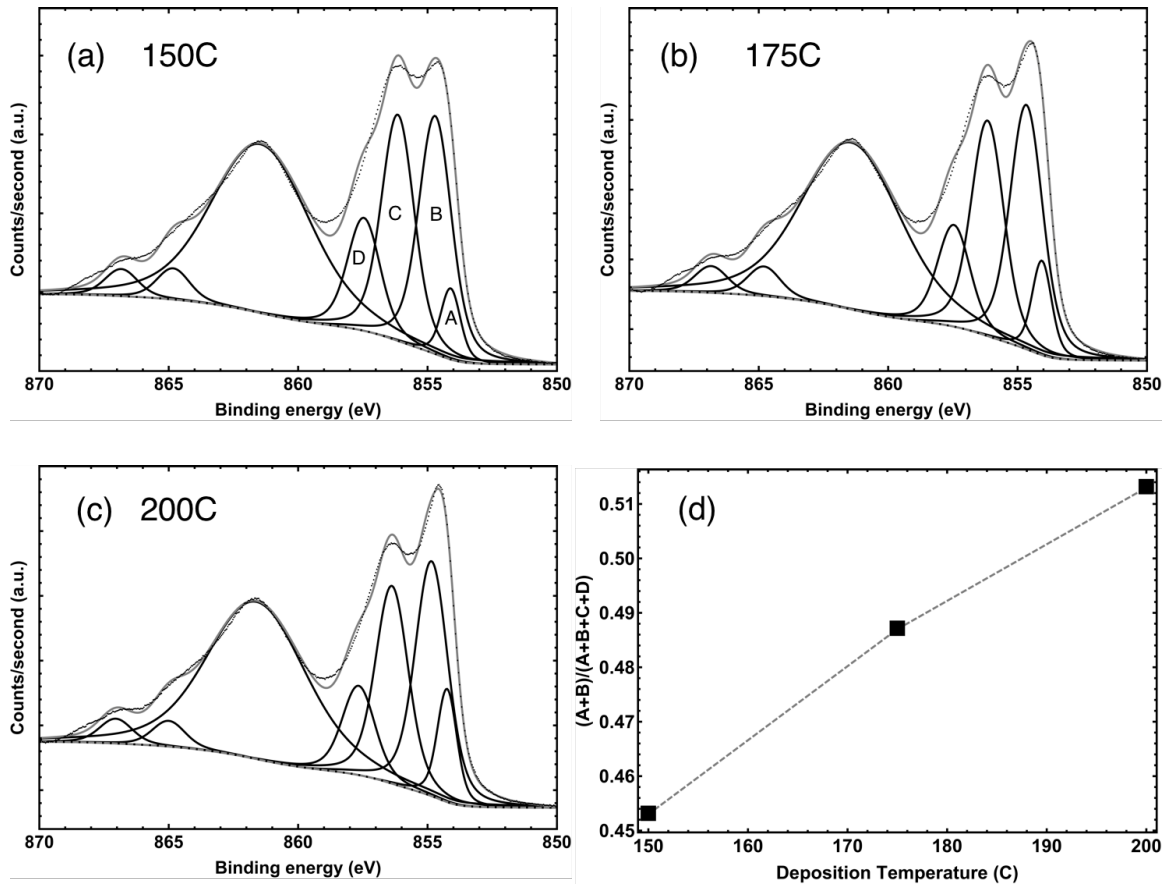 (a) 150C
Counts/second (a.u.)
D
C
B
A
870 865 860 855 850
Binding energy (eV)
(b) 175C
Counts/second (a.u.)
870 865 860 855 850
Binding energy (eV)
(c) 200C
Counts/second (a.u.)
870 865 860 855 850
Binding energy (eV)
(d)
(A+B)/(A+B+C+D)
0.51
0.50
0.49
0.48
0.47
0.46
0.45
150 160 170 180 190 200
Deposition Temperature (C)